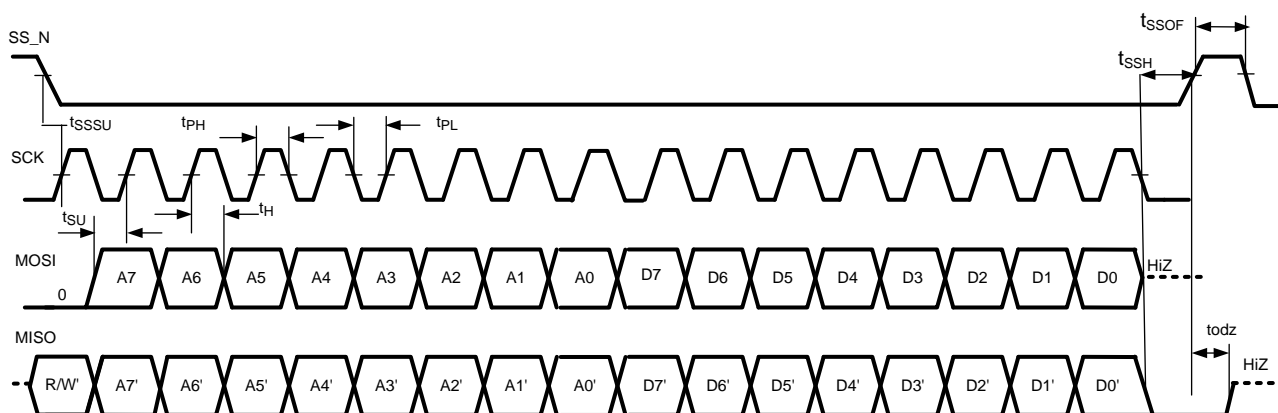 SS_N
tSSOF
tSSH
tSSSU
tPH
tPL
SCK
tSU
tH
MOSI
0
A7 A6 A5 A4 A3 A2 A1 A0 D7 D6 D5 D4 D3 D2 D1 D0
HiZ
MISO
todz
R/W' A7' A6' A5' A4' A3' A2' A1' A0' D7' D6' D5' D4' D3' D2' D1' D0'
HiZ